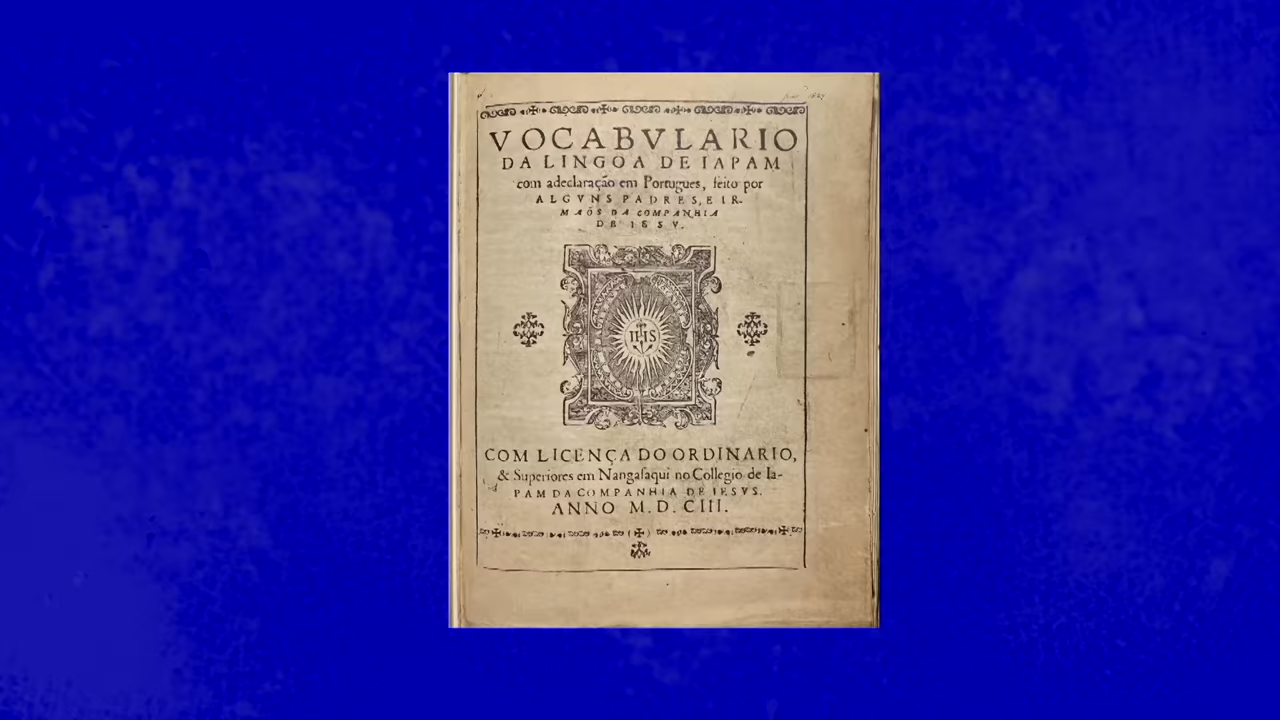 VOCABVLARIO
DA LINGOA DE IAPAM
com adeclaração em Portugues, feito por
ALGVNS PADRES, E IR-
MAÕS DA COMPANHIA
DE IESV.
IHS
COM LICENÇA DO ORDINARIO,
& Superiores em Nangasaqui no Collegio de Ia-
PAM DA COMPANHIA DE IESVS.
ANNO M.D. CIII.